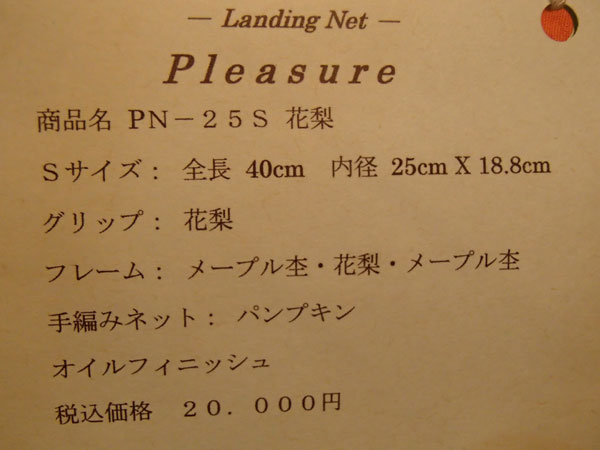 — Landing Net —
Pleasure
商品名 ＰＮ－２５Ｓ 花梨
Ｓサイズ： 全長 40cm 内径 25cm X 18.8cm
グリップ： 花梨
フレーム： メープル杢・花梨・メープル杢
手編みネット： パンプキン
オイルフィニッシュ
税込価格 ２０．０００円